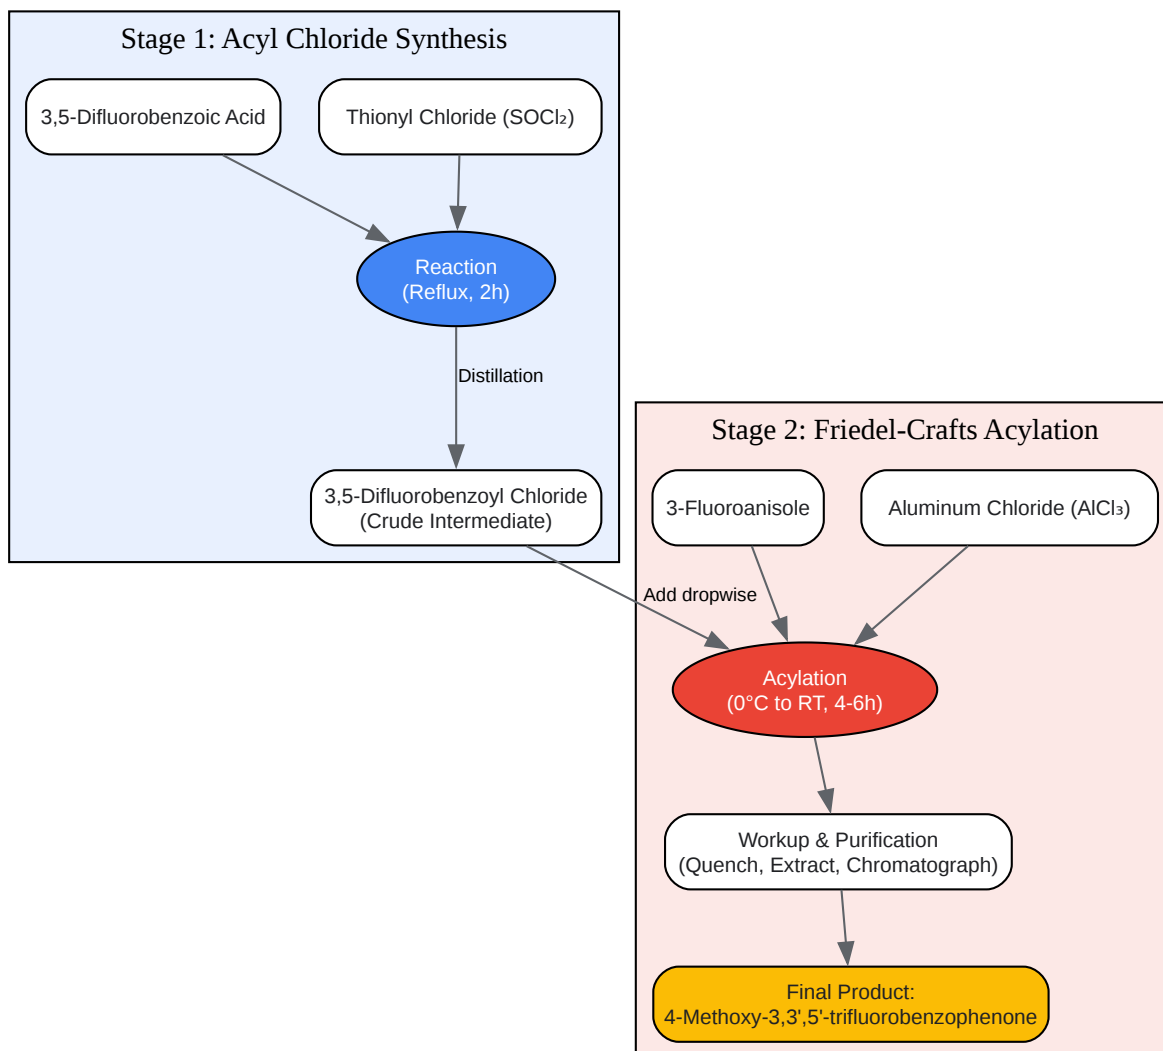 Stage 1: Acyl Chloride Synthesis
3,5-Difluorobenzoic Acid
Thionyl Chloride (SOCl₂)
Reaction
(Reflux, 2h)
Distillation
3,5-Difluorobenzoyl Chloride
(Crude Intermediate)
Stage 2: Friedel-Crafts Acylation
3-Fluoroanisole
Aluminum Chloride (AlCl₃)
Add dropwise
Acylation
(0°C to RT, 4-6h)
Workup & Purification
(Quench, Extract, Chromatograph)
Final Product:
4-Methoxy-3,3',5'-trifluorobenzophenone